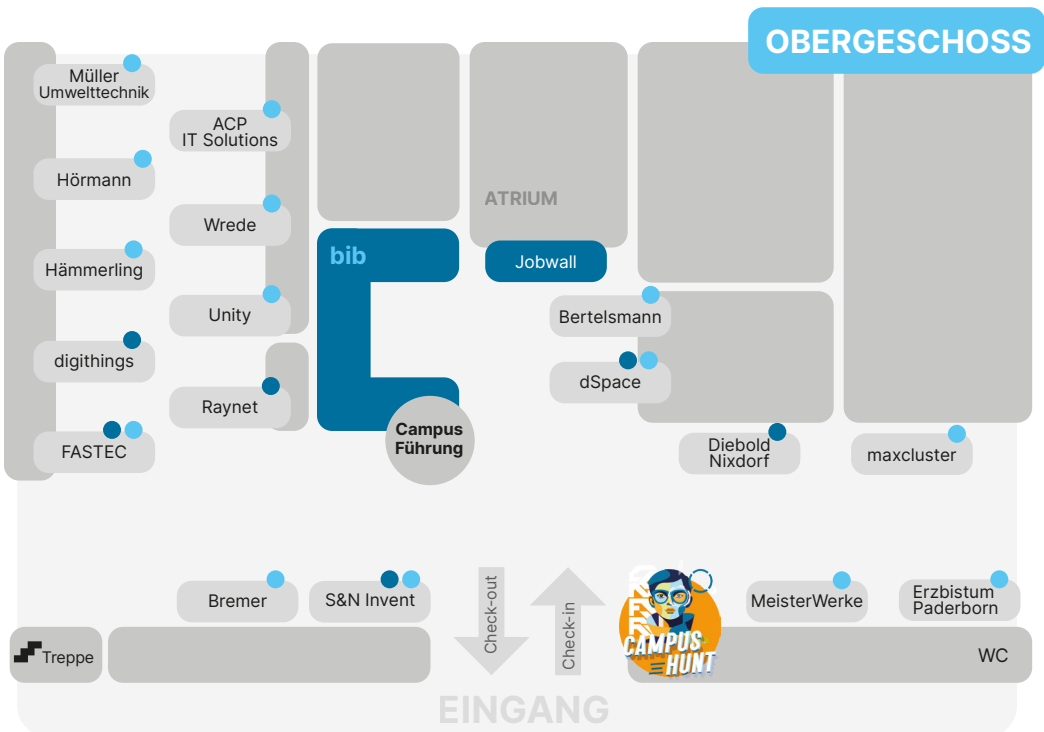 OBERGESCHOSS
Müller
Umwelttechnik
ACP
IT Solutions
Hörmann
Wrede
ATRIUM
bib
Jobwall
Hämmerling
Unity
Bertelsmann
digithings
dSpace
Raynet
Campus
Führung
FASTEC
Diebold
Nixdorf
maxcluster
Bremer
S&N Invent
Check-out
Check-in
CAMPUS
HUNT
MeisterWerke
Erzbistum
Paderborn
Treppe
WC
EINGANG